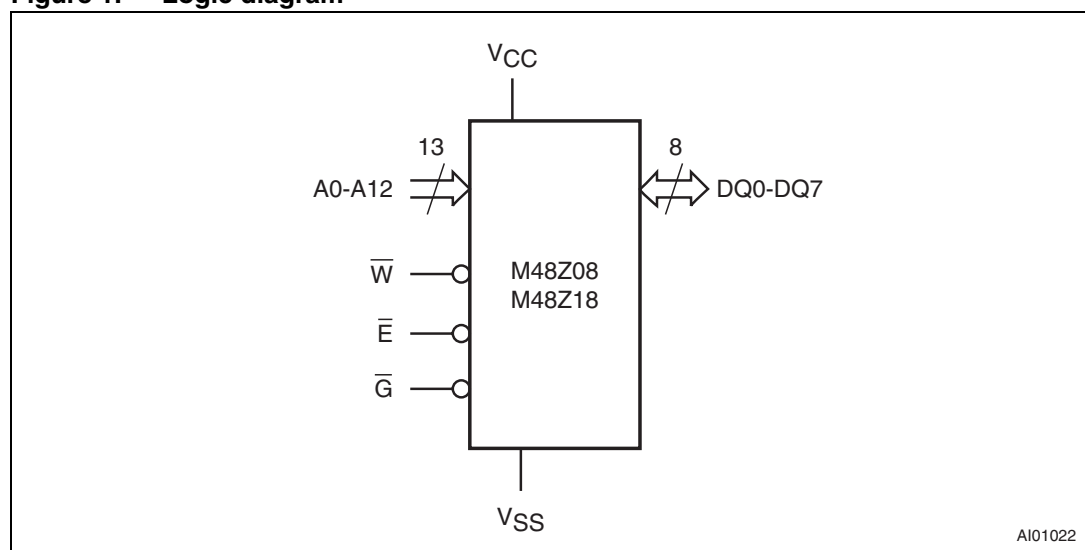 Figure 1. Logic diagram
VCC
13
8
A0-A12
DQ0-DQ7
W̅
M48Z08
M48Z18
E̅
G̅
VSS
AI01022